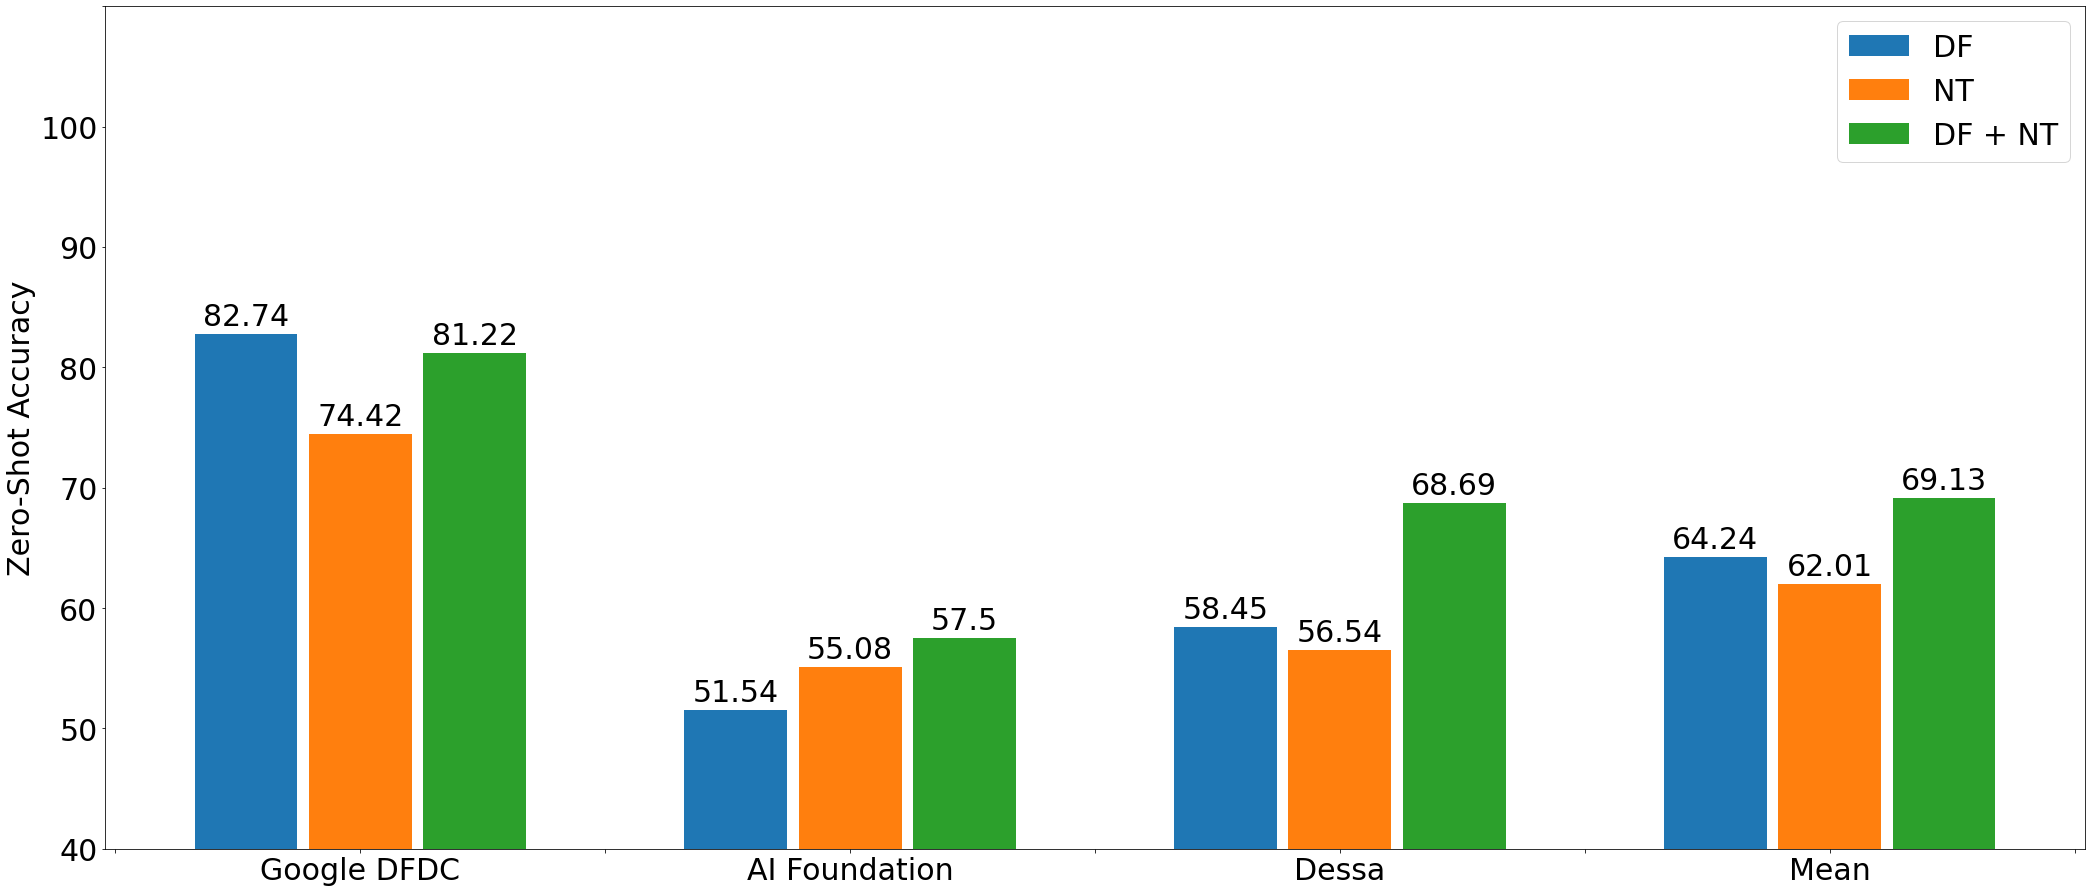 Zero-Shot Accuracy
100
90
80
70
60
50
40
DF
NT
DF + NT
82.74
74.42
81.22
51.54
55.08
57.5
58.45
56.54
68.69
64.24
62.01
69.13
Google DFDC
AI Foundation
Dessa
Mean